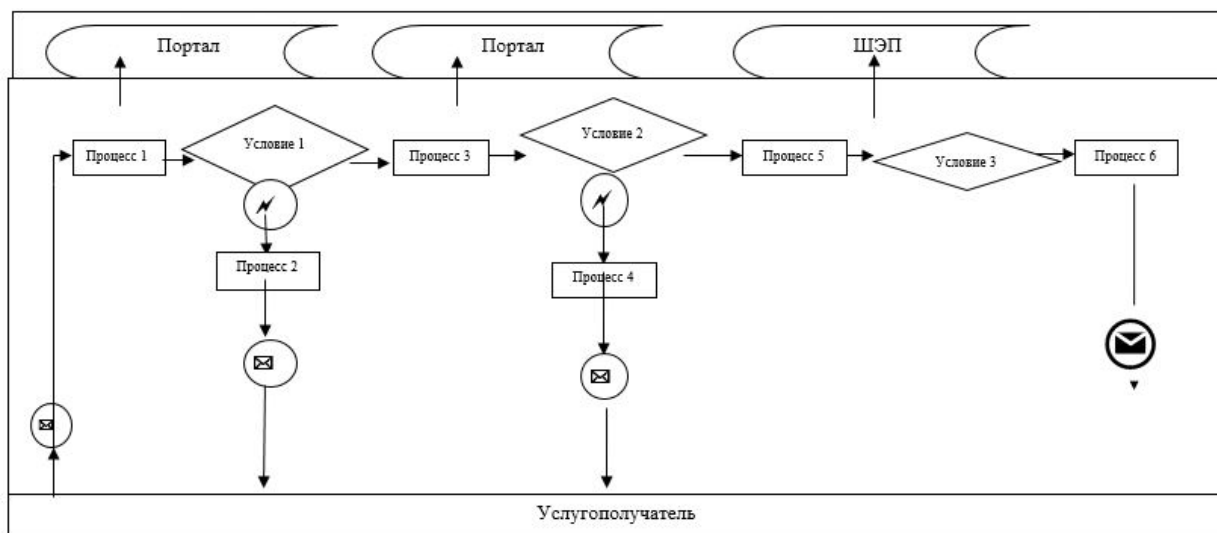 Портал
Портал
ШЭП
Процесс 1
Условие 1
Процесс 3
Условие 2
Процесс 5
Условие 3
Процесс 6
Процесс 2
Процесс 4
Услугополучатель